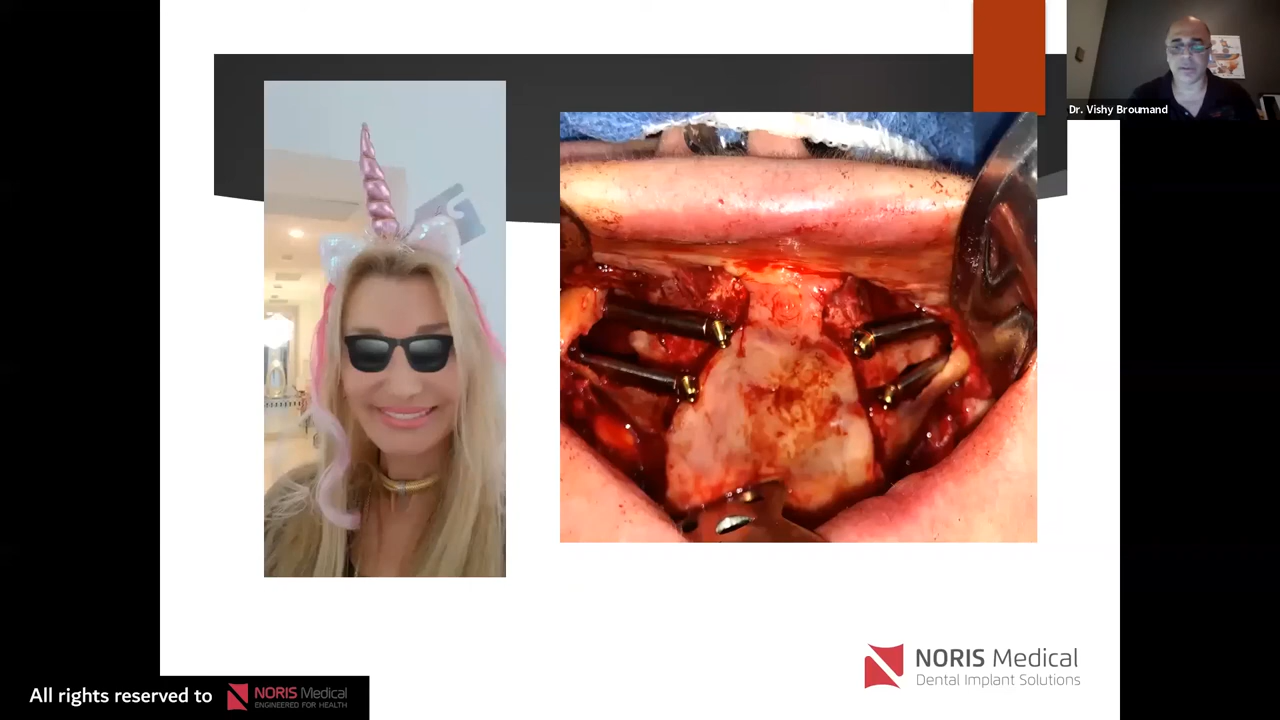 Dr. Vishy Broumand
NORIS Medical
Dental Implant Solutions
All rights reserved to
NORIS Medical
ENGINEERED FOR HEALTH